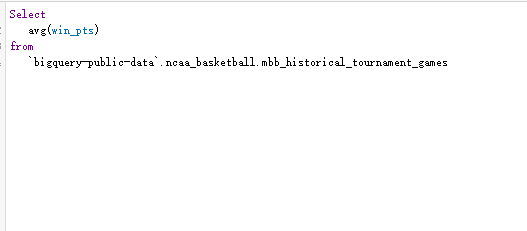 Select
avg(win_pts)
from
`bigquery-public-data`.ncaa_basketball.mbb_historical_tournament_games